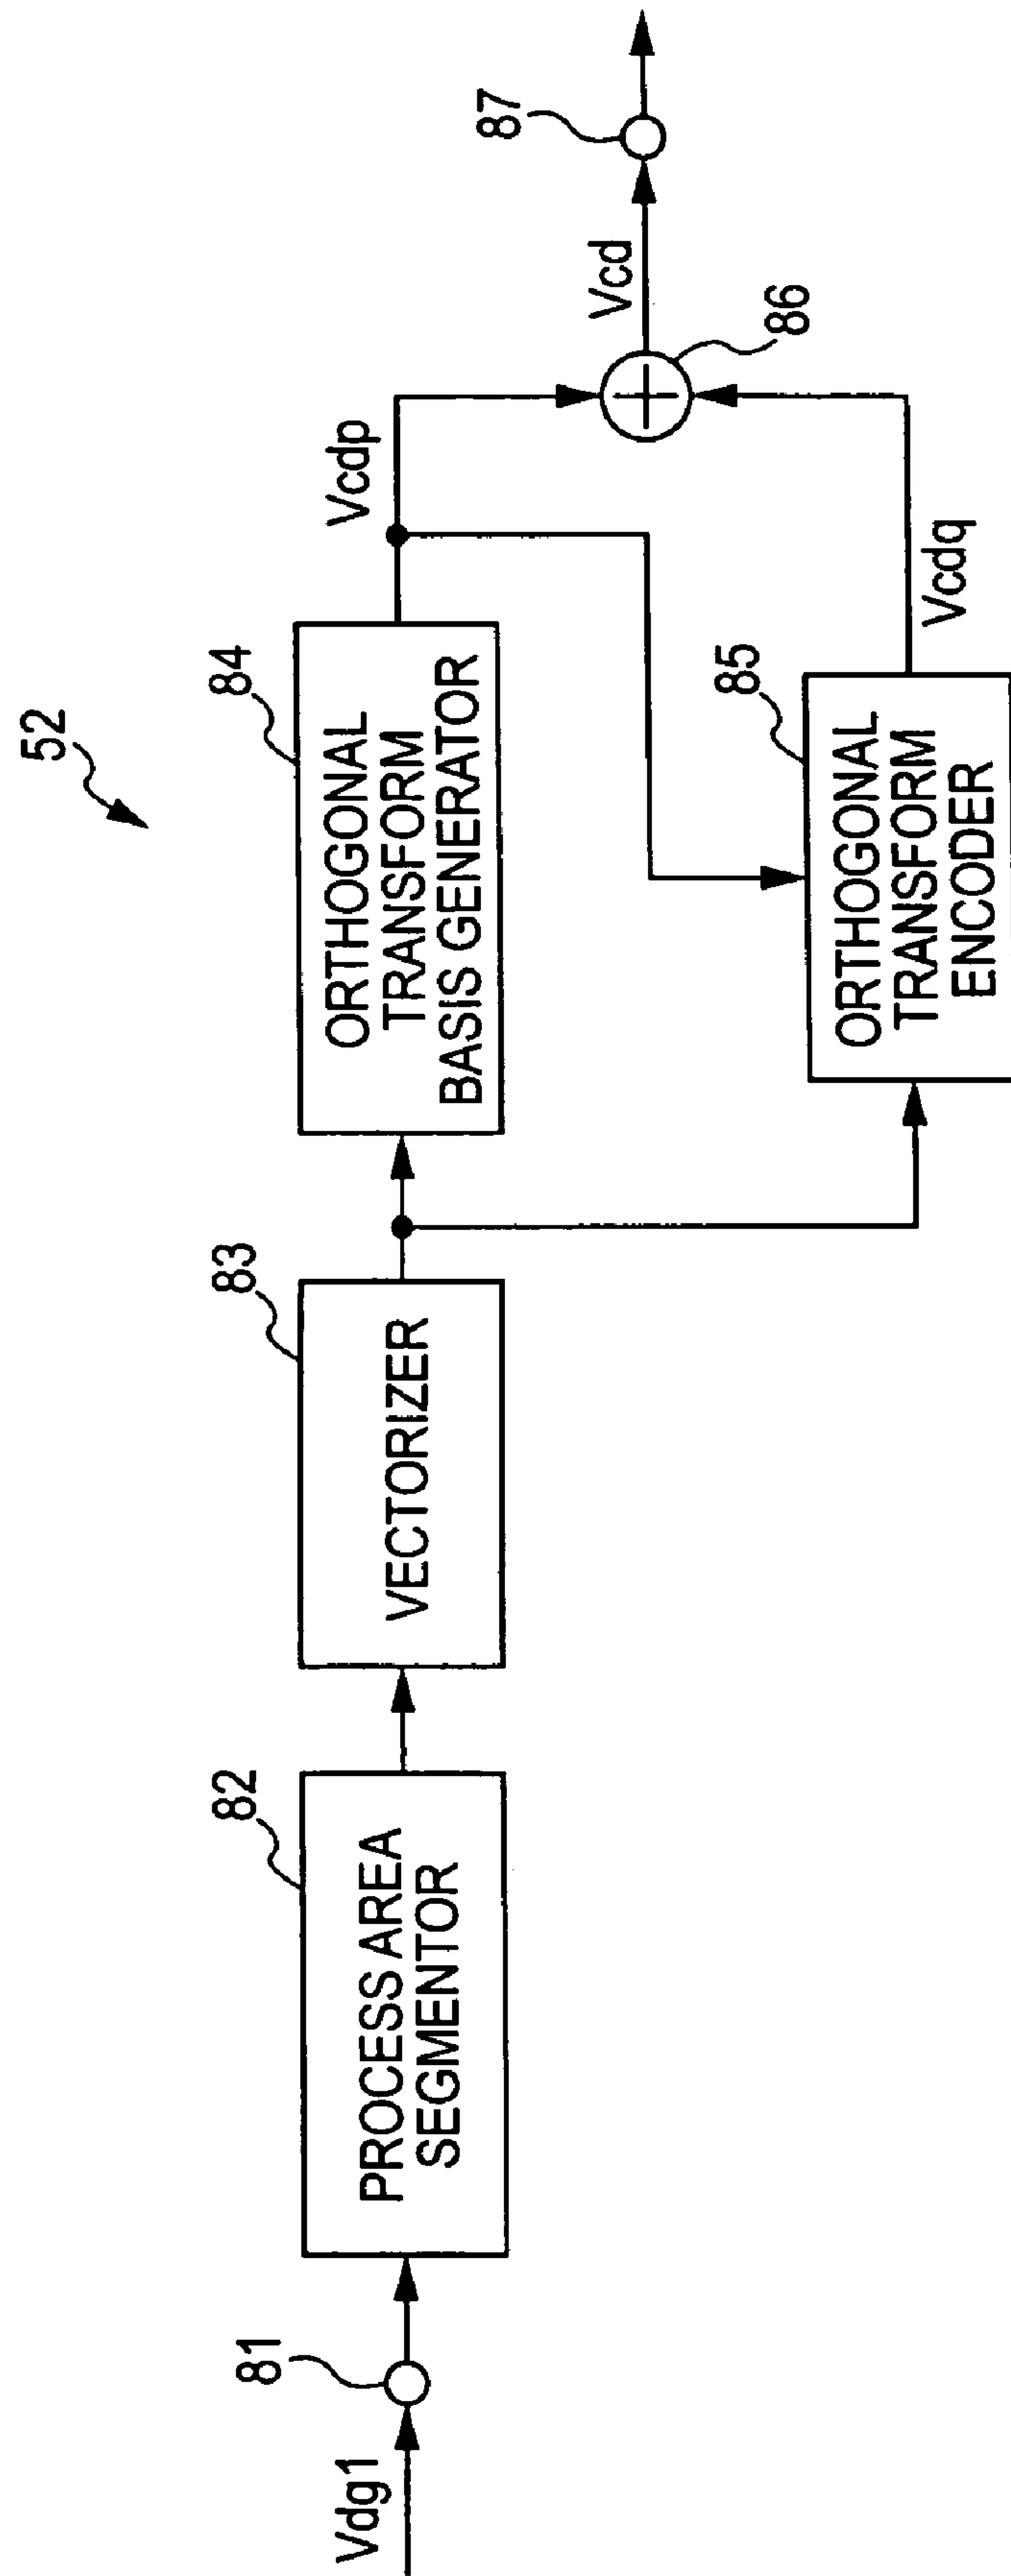 52
Vdg1
81
82
PROCESS AREA
SEGMENTOR
83
VECTORIZER
84
ORTHOGONAL
TRANSFORM
BASIS GENERATOR
Vcdp
85
ORTHOGONAL
TRANSFORM
ENCODER
Vcdq
86
Vcd
87